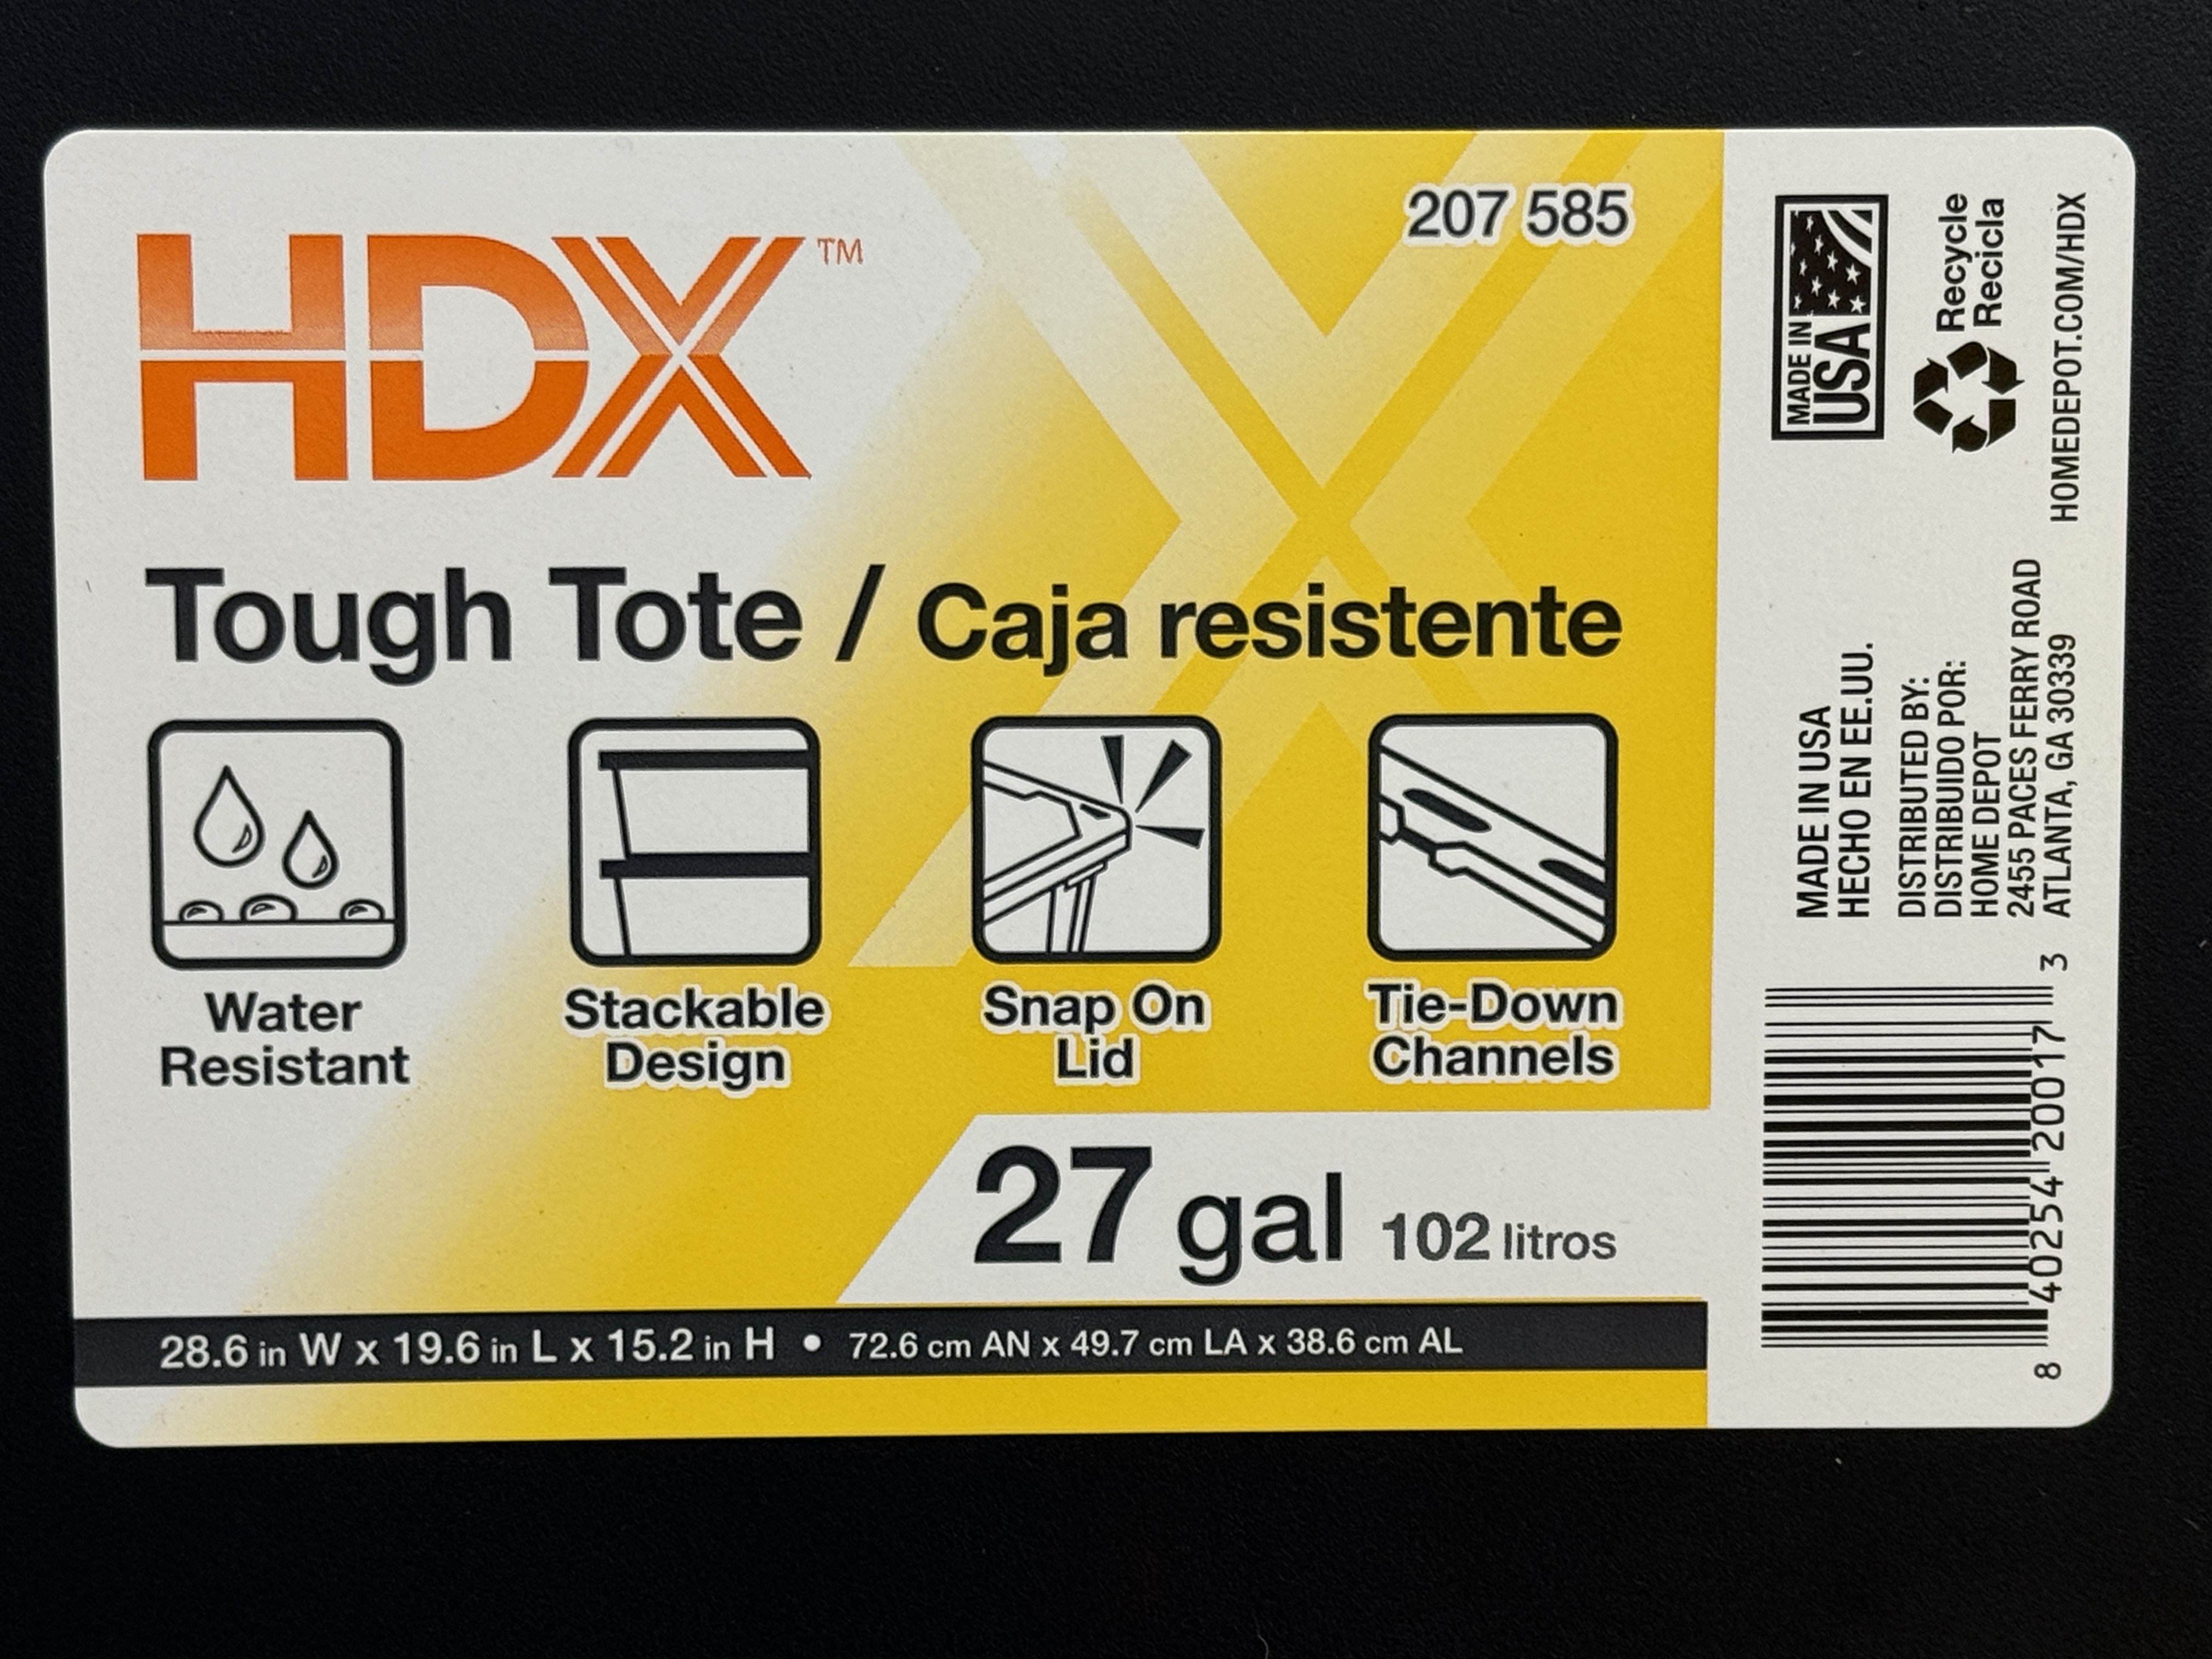 HDX™
207 585
Tough Tote / Caja resistente
Water
Resistant
Stackable
Design
Snap On
Lid
Tie-Down
Channels
27 gal 102 litros
28.6 in W x 19.6 in L x 15.2 in H • 72.6 cm AN x 49.7 cm LA x 38.6 cm AL
MADE IN
USA
Recycle
Recicla
HOMEDEPOT.COM/HDX
MADE IN USA
HECHO EN EE.UU.
DISTRIBUTED BY:
DISTRIBUIDO POR:
HOME DEPOT
2455 PACES FERRY ROAD
ATLANTA, GA 30339
8 40254 20017 3